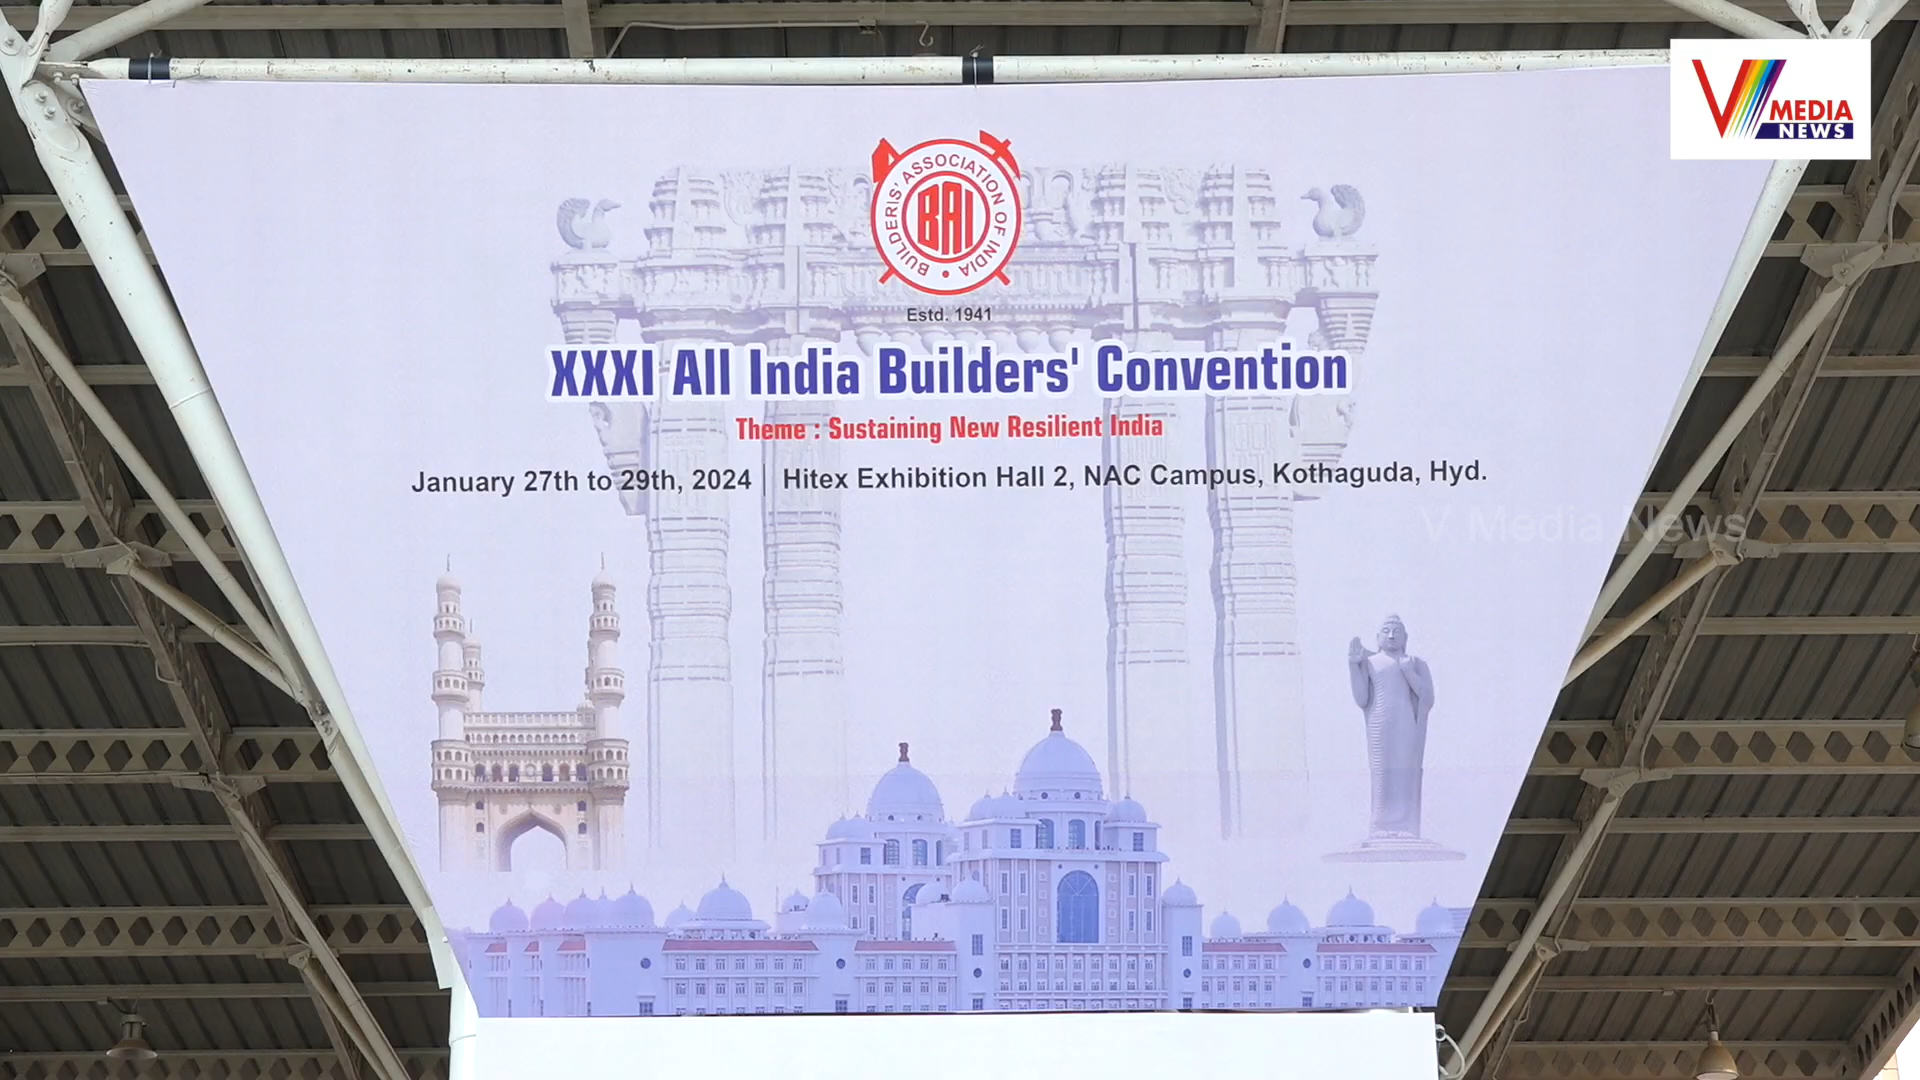 V MEDIA
NEWS
BUILDERS' ASSOCIATION OF INDIA
BAI
Estd. 1941
XXXI All India Builders' Convention
Theme : Sustaining New Resilient India
January 27th to 29th, 2024 | Hitex Exhibition Hall 2, NAC Campus, Kothaguda, Hyd.
V Media News